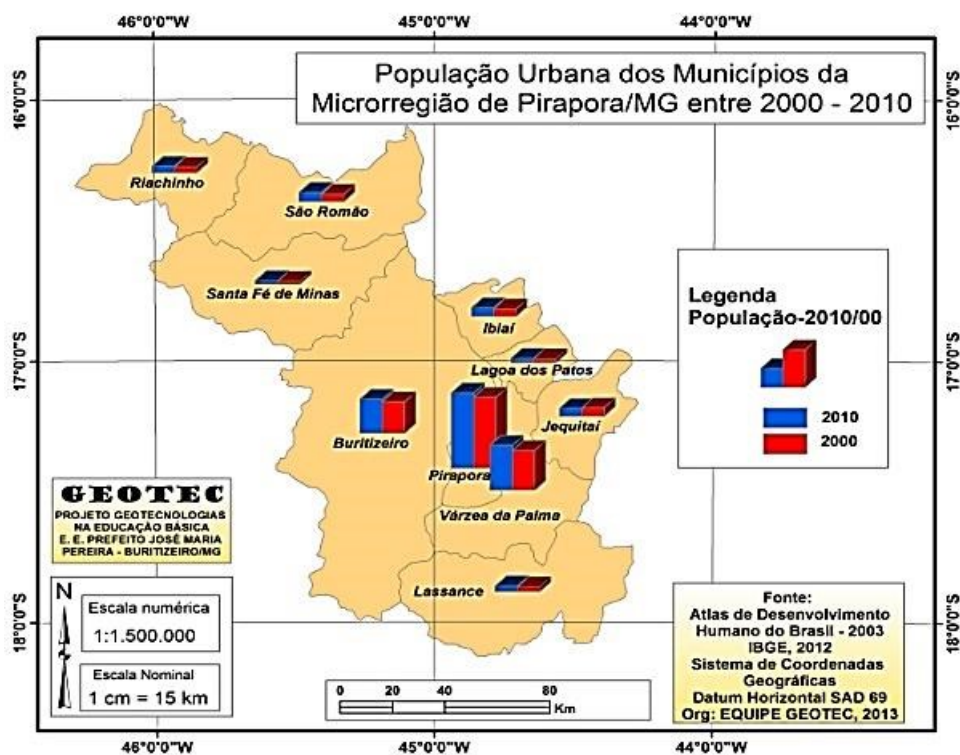 46°0'0"W 45°0'0"W 44°0'0"W
População Urbana dos Municípios da
Microrregião de Pirapora/MG entre 2000 - 2010
16°0'0"S 16°0'0"S
Riachinho
São Romão
Santa Fé de Minas
Ibiaí
Lagoa dos Patos
Jequitaí
Buritizeiro
Pirapora
Várzea da Palma
Lassance
Legenda
População-2010/00
2010
2000
17°0'0"S 17°0'0"S
GEOTEC
PROJETO GEOTECNOLOGIAS
NA EDUCAÇÃO BÁSICA
E. E. PREFEITO JOSÉ MARIA
PEREIRA - BURITIZEIRO/MG
N
Escala numérica
1:1.500.000
Escala Nominal
1 cm = 15 km
0 20 40 80
Km
Fonte:
Atlas de Desenvolvimento
Humano do Brasil - 2003
IBGE, 2012
Sistema de Coordenadas
Geográficas
Datum Horizontal SAD 69
Org: EQUIPE GEOTEC, 2013
18°0'0"S 18°0'0"S
46°0'0"W 45°0'0"W 44°0'0"W